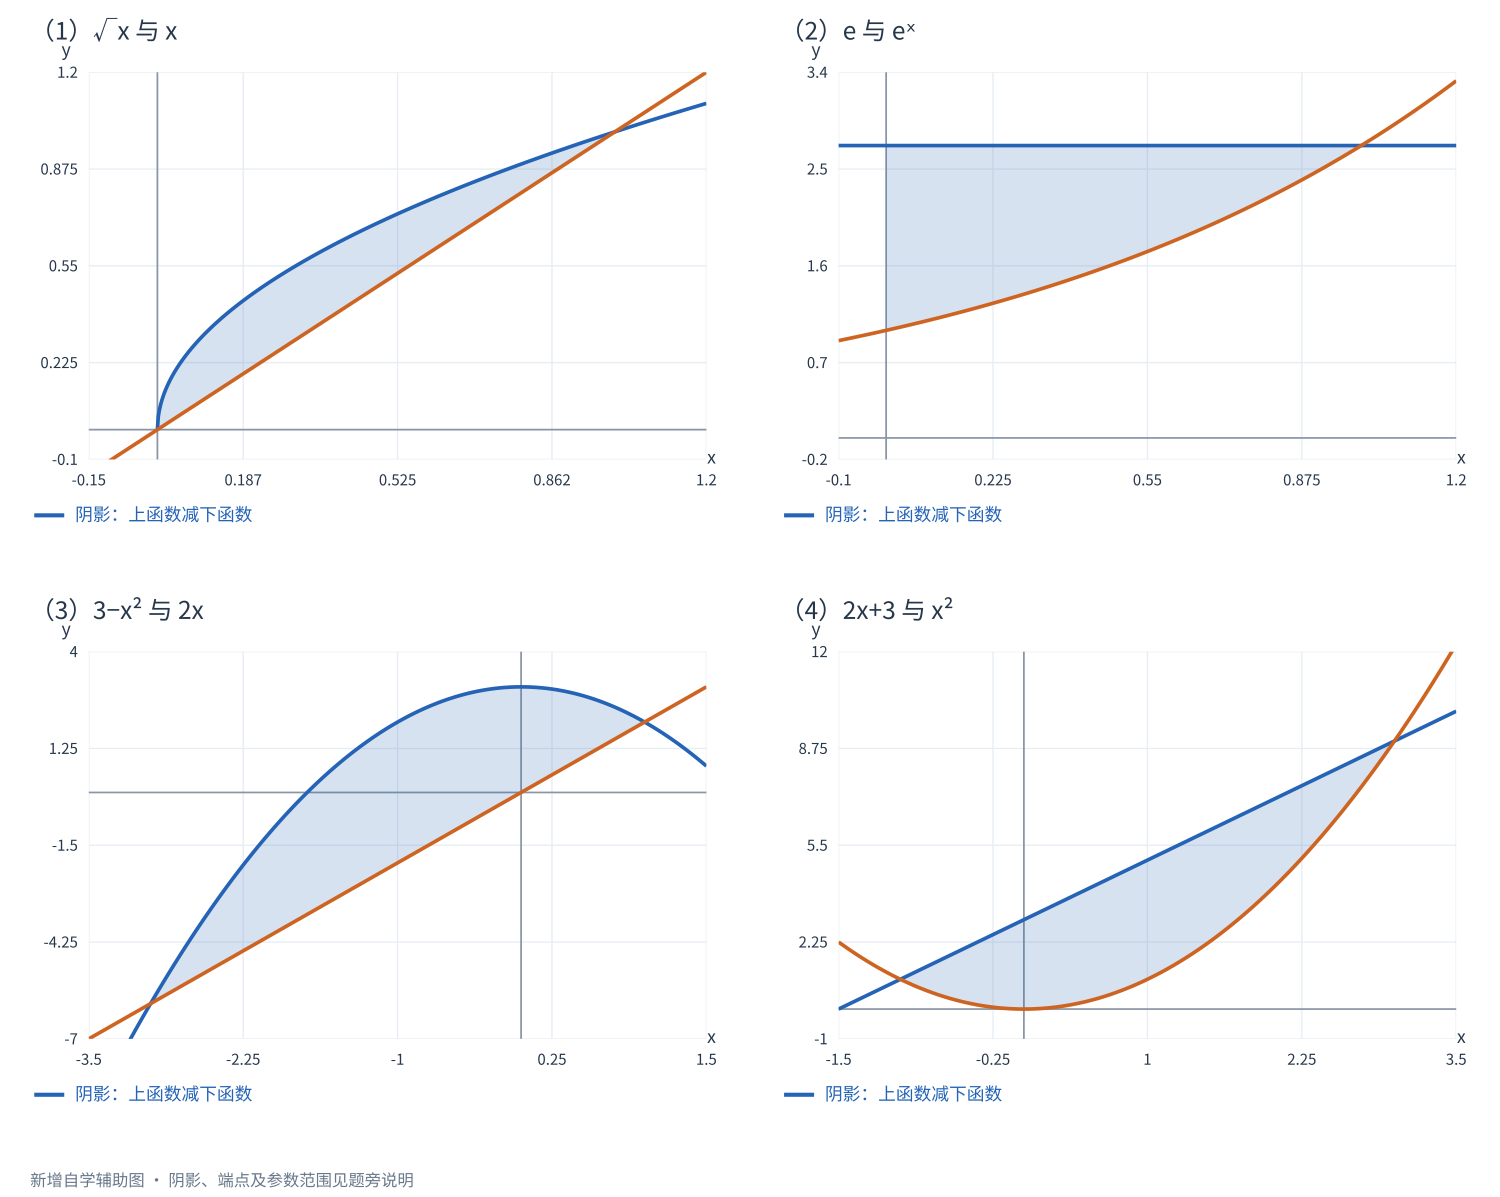 （1）√x 与 x
y
1.2
0.875
0.55
0.225
-0.1
x
-0.15 0.187 0.525 0.862 1.2
阴影：上函数减下函数
（2）e 与 eˣ
y
3.4
2.5
1.6
0.7
-0.2
x
-0.1 0.225 0.55 0.875 1.2
阴影：上函数减下函数
（3）3−x² 与 2x
y
4
1.25
-1.5
-4.25
-7
x
-3.5 -2.25 -1 0.25 1.5
阴影：上函数减下函数
（4）2x+3 与 x²
y
12
8.75
5.5
2.25
-1
x
-1.5 -0.25 1 2.25 3.5
阴影：上函数减下函数
新增自学辅助图 · 阴影、端点及参数范围见题旁说明